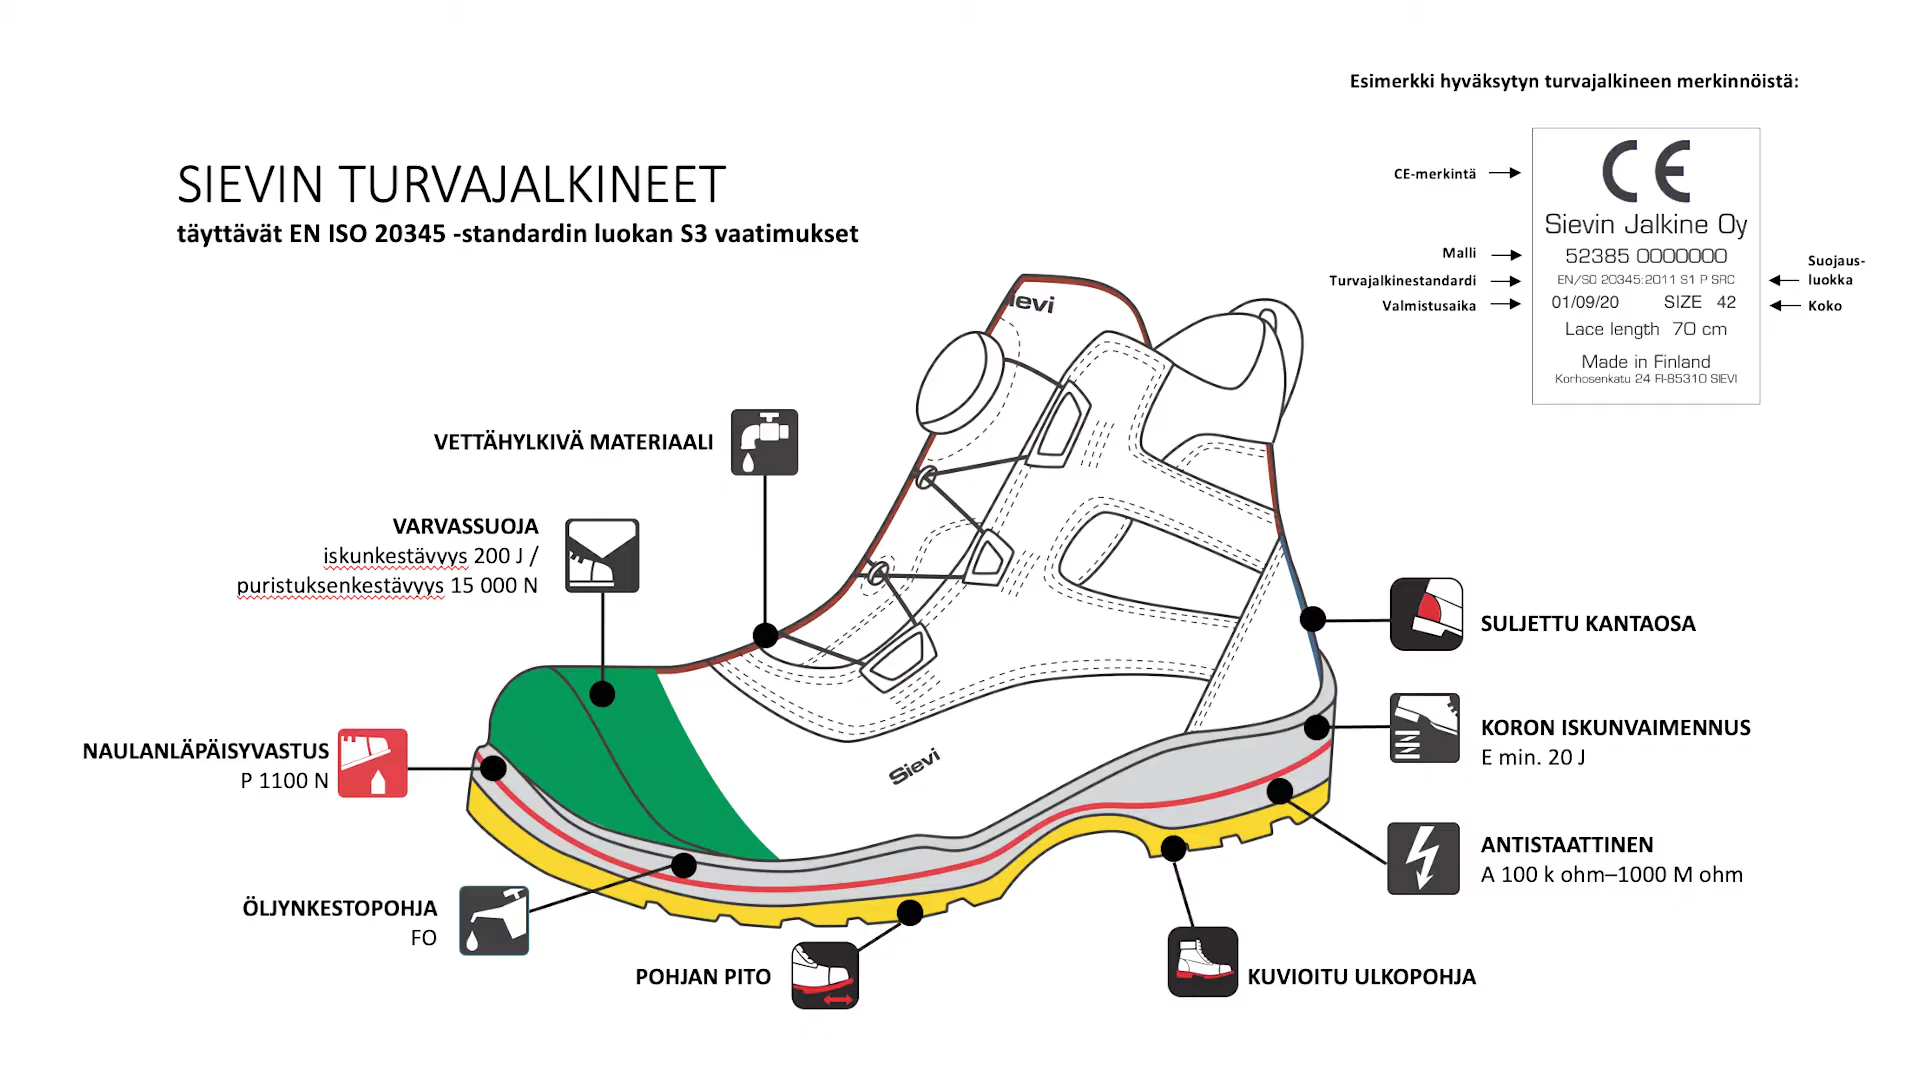 Esimerkki hyväksytyn turvajalkineen merkinnöistä:
SIEVIN TURVAJALKINEET
täyttävät EN ISO 20345 -standardin luokan S3 vaatimukset
CE-merkintä
Malli
Turvajalkinestandardi
Valmistusaika
CE
Sievin Jalkine Oy
52385 0000000
EN/SO 20345:2011 S1 P SRC
01/09/20 SIZE 42
Lace length 70 cm
Made in Finland
Korhosenkatu 24 FI-85310 SIEVI
Suojaus-
luokka
Koko
ievi
VETTÄHYLKIVÄ MATERIAALI
VARVASSUOJA
iskunkestävyys 200 J /
puristuksenkestävyys 15 000 N
NAULANLÄPÄISYVASTUS
P 1100 N
Sievi
SULJETTU KANTAOSA
KORON ISKUNVAIMENNUS
E min. 20 J
ANTISTAATTINEN
A 100 k ohm–1000 M ohm
ÖLJYNKESTOPOHJA
FO
POHJAN PITO
KUVIOITU ULKOPOHJA